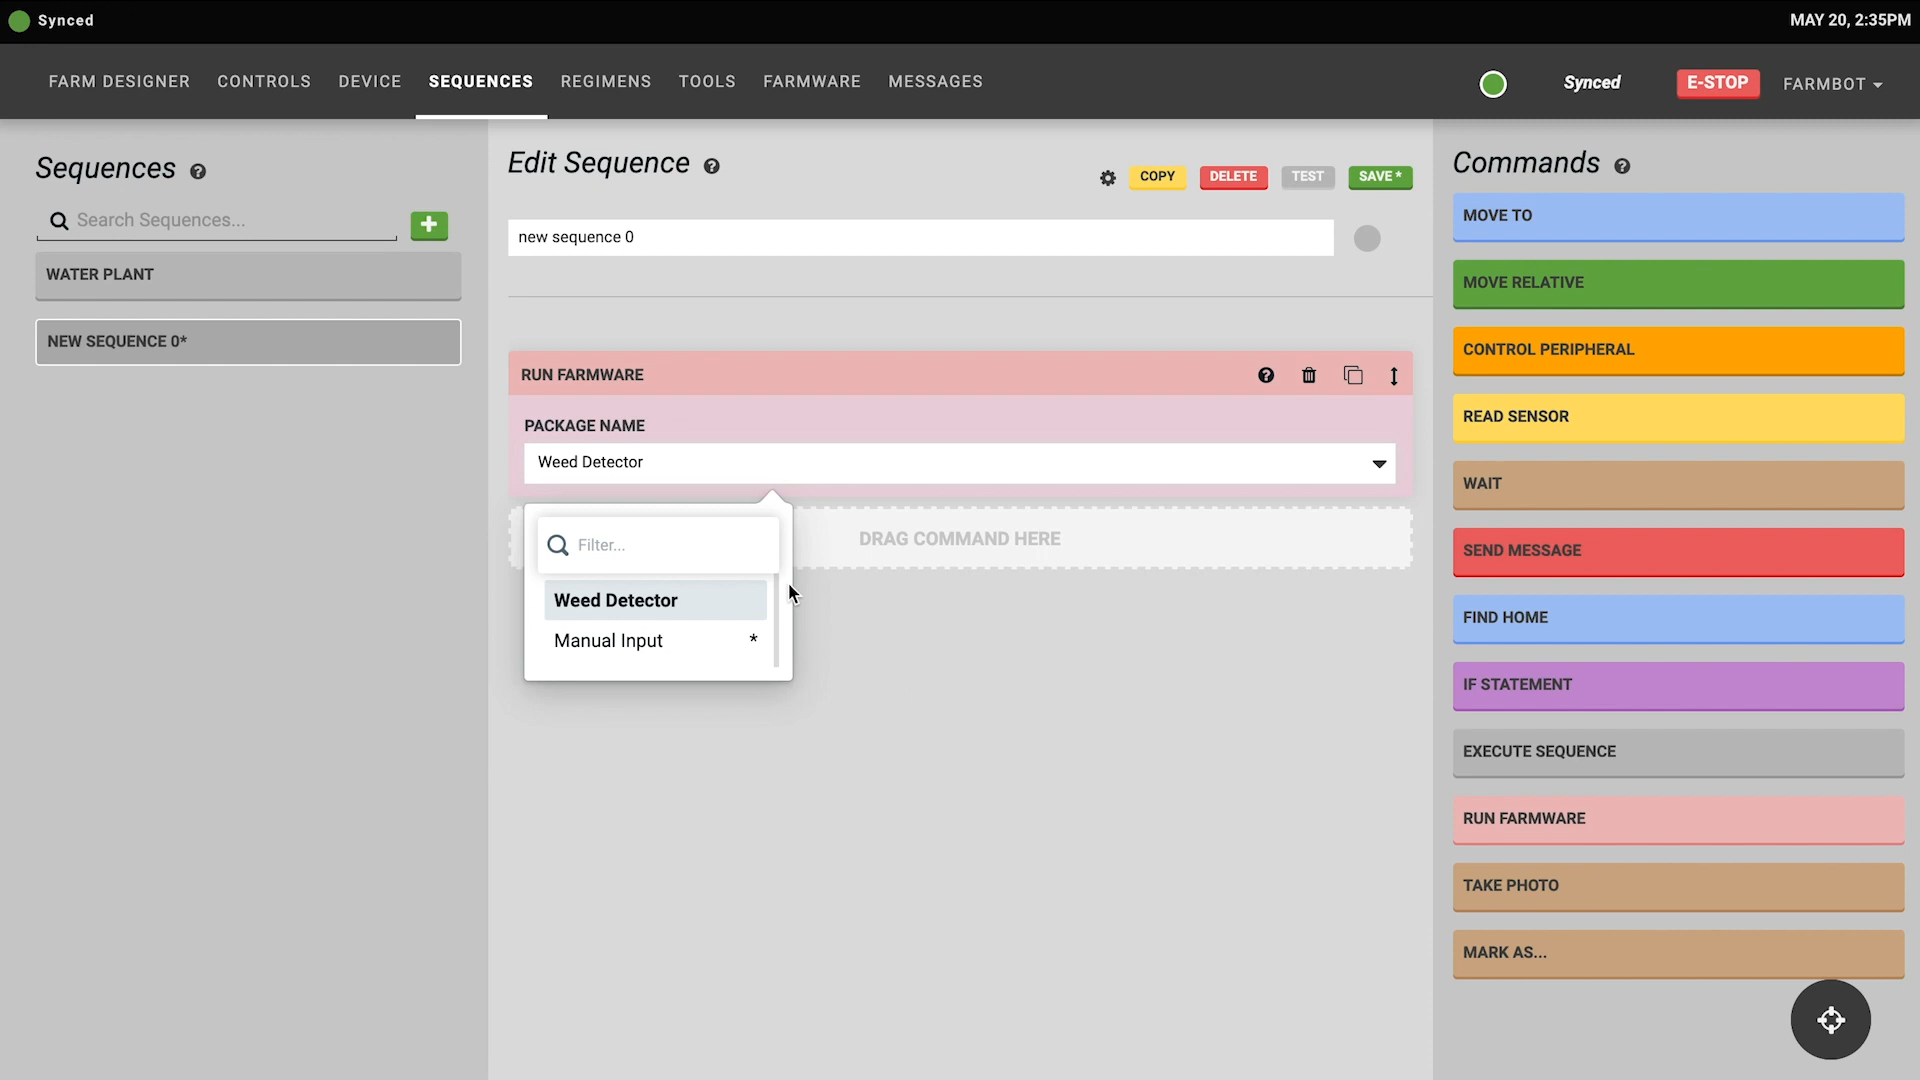 Synced
MAY 20, 2:35PM
FARM DESIGNER CONTROLS DEVICE SEQUENCES REGIMENS TOOLS FARMWARE MESSAGES
Synced
E-STOP
FARMBOT
Sequences
Search Sequences...
WATER PLANT
NEW SEQUENCE 0*
Edit Sequence
COPY DELETE TEST SAVE *
new sequence 0
RUN FARMWARE
PACKAGE NAME
Weed Detector
Filter...
Weed Detector
Manual Input *
DRAG COMMAND HERE
Commands
MOVE TO
MOVE RELATIVE
CONTROL PERIPHERAL
READ SENSOR
WAIT
SEND MESSAGE
FIND HOME
IF STATEMENT
EXECUTE SEQUENCE
RUN FARMWARE
TAKE PHOTO
MARK AS...